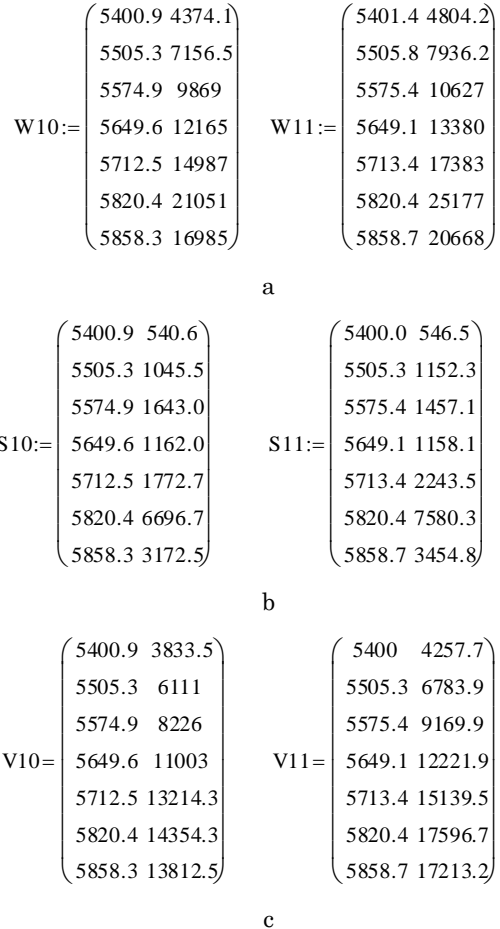 5400.9 4374.1 5401.4 4804.2
5505.3 7156.5 5505.8 7936.2
5574.9 9869 5575.4 10627
W10:= 5649.6 12165 W11:= 5649.1 13380
5712.5 14987 5713.4 17383
5820.4 21051 5820.4 25177
5858.3 16985 5858.7 20668
a
5400.9 540.6 5400.0 546.5
5505.3 1045.5 5505.3 1152.3
5574.9 1643.0 5575.4 1457.1
S10:= 5649.6 1162.0 S11:= 5649.1 1158.1
5712.5 1772.7 5713.4 2243.5
5820.4 6696.7 5820.4 7580.3
5858.3 3172.5 5858.7 3454.8
b
5400.9 3833.5 5400 4257.7
5505.3 6111 5505.3 6783.9
5574.9 8226 5575.4 9169.9
V10= 5649.6 11003 V11= 5649.1 12221.9
5712.5 13214.3 5713.4 15139.5
5820.4 14354.3 5820.4 17596.7
5858.3 13812.5 5858.7 17213.2
c